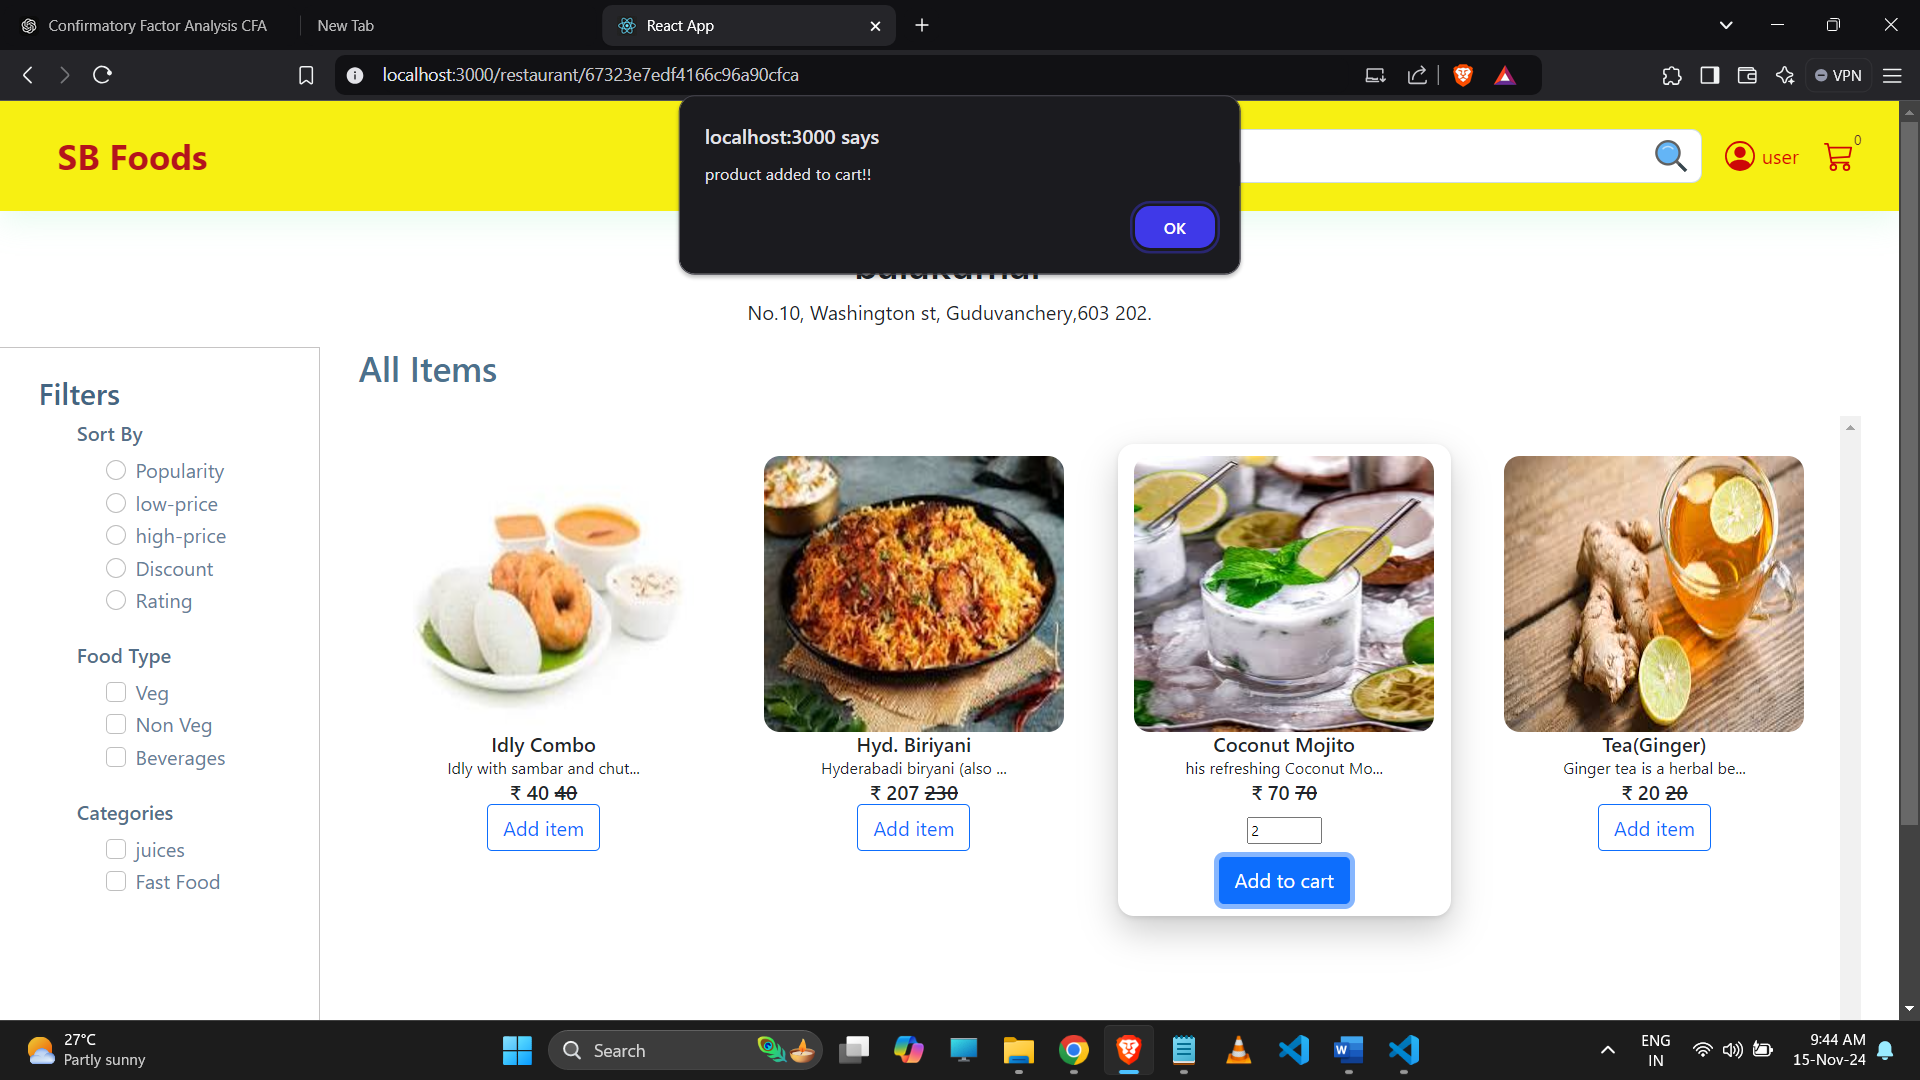 Confirmatory Factor Analysis CFA
New Tab
React App
localhost:3000/restaurant/67323e7edf4166c96a90cfca
VPN
localhost:3000 says
product added to cart!!
OK
SB Foods
user
0
No.10, Washington st, Guduvanchery,603 202.
All Items
Filters
Sort By
Popularity
low-price
high-price
Discount
Rating
Food Type
Veg
Non Veg
Beverages
Categories
juices
Fast Food
Idly Combo
Idly with sambar and chut...
₹ 40 40
Add item
Hyd. Biriyani
Hyderabadi biryani (also ...
₹ 207 230
Add item
Coconut Mojito
his refreshing Coconut Mo...
₹ 70 70
2
Add to cart
Tea(Ginger)
Ginger tea is a herbal be...
₹ 20 20
Add item
27°C
Partly sunny
Search
ENG
IN
9:44 AM
15-Nov-24